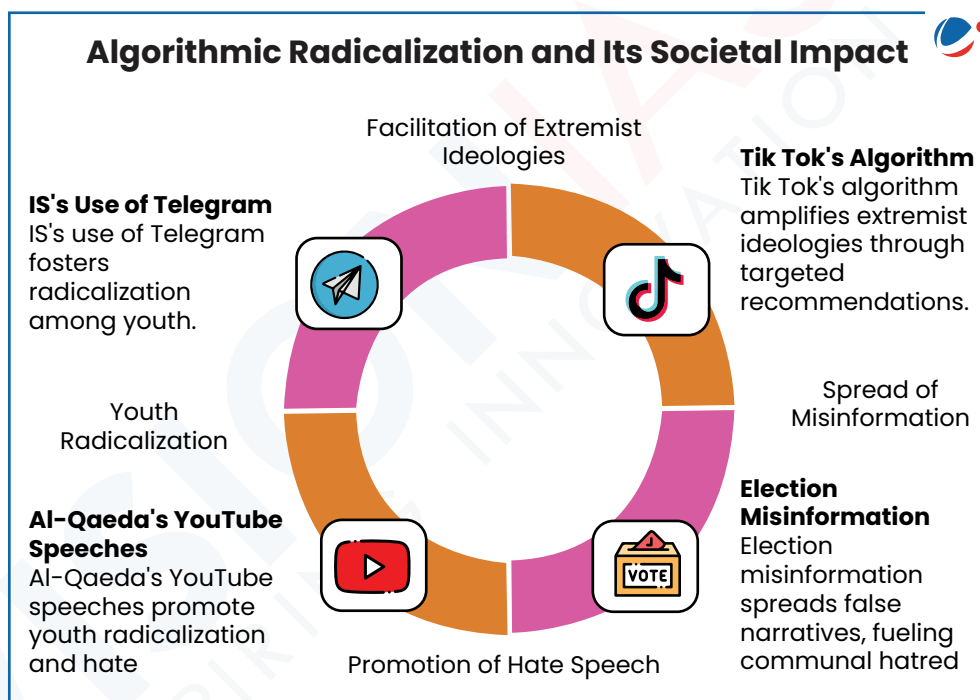 Algorithmic Radicalization and Its Societal Impact
Facilitation of Extremist
Ideologies
IS's Use of Telegram
IS's use of Telegram
fosters
radicalization
among youth.
Tik Tok's Algorithm
Tik Tok's algorithm
amplifies extremist
ideologies through
targeted
recommendations.
Youth
Radicalization
Spread of
Misinformation
Al-Qaeda's YouTube
Speeches
Al-Qaeda's YouTube
speeches promote
youth radicalization
and hate
VOTE
Election
Misinformation
Election
misinformation
spreads false
narratives, fueling
communal hatred
Promotion of Hate Speech